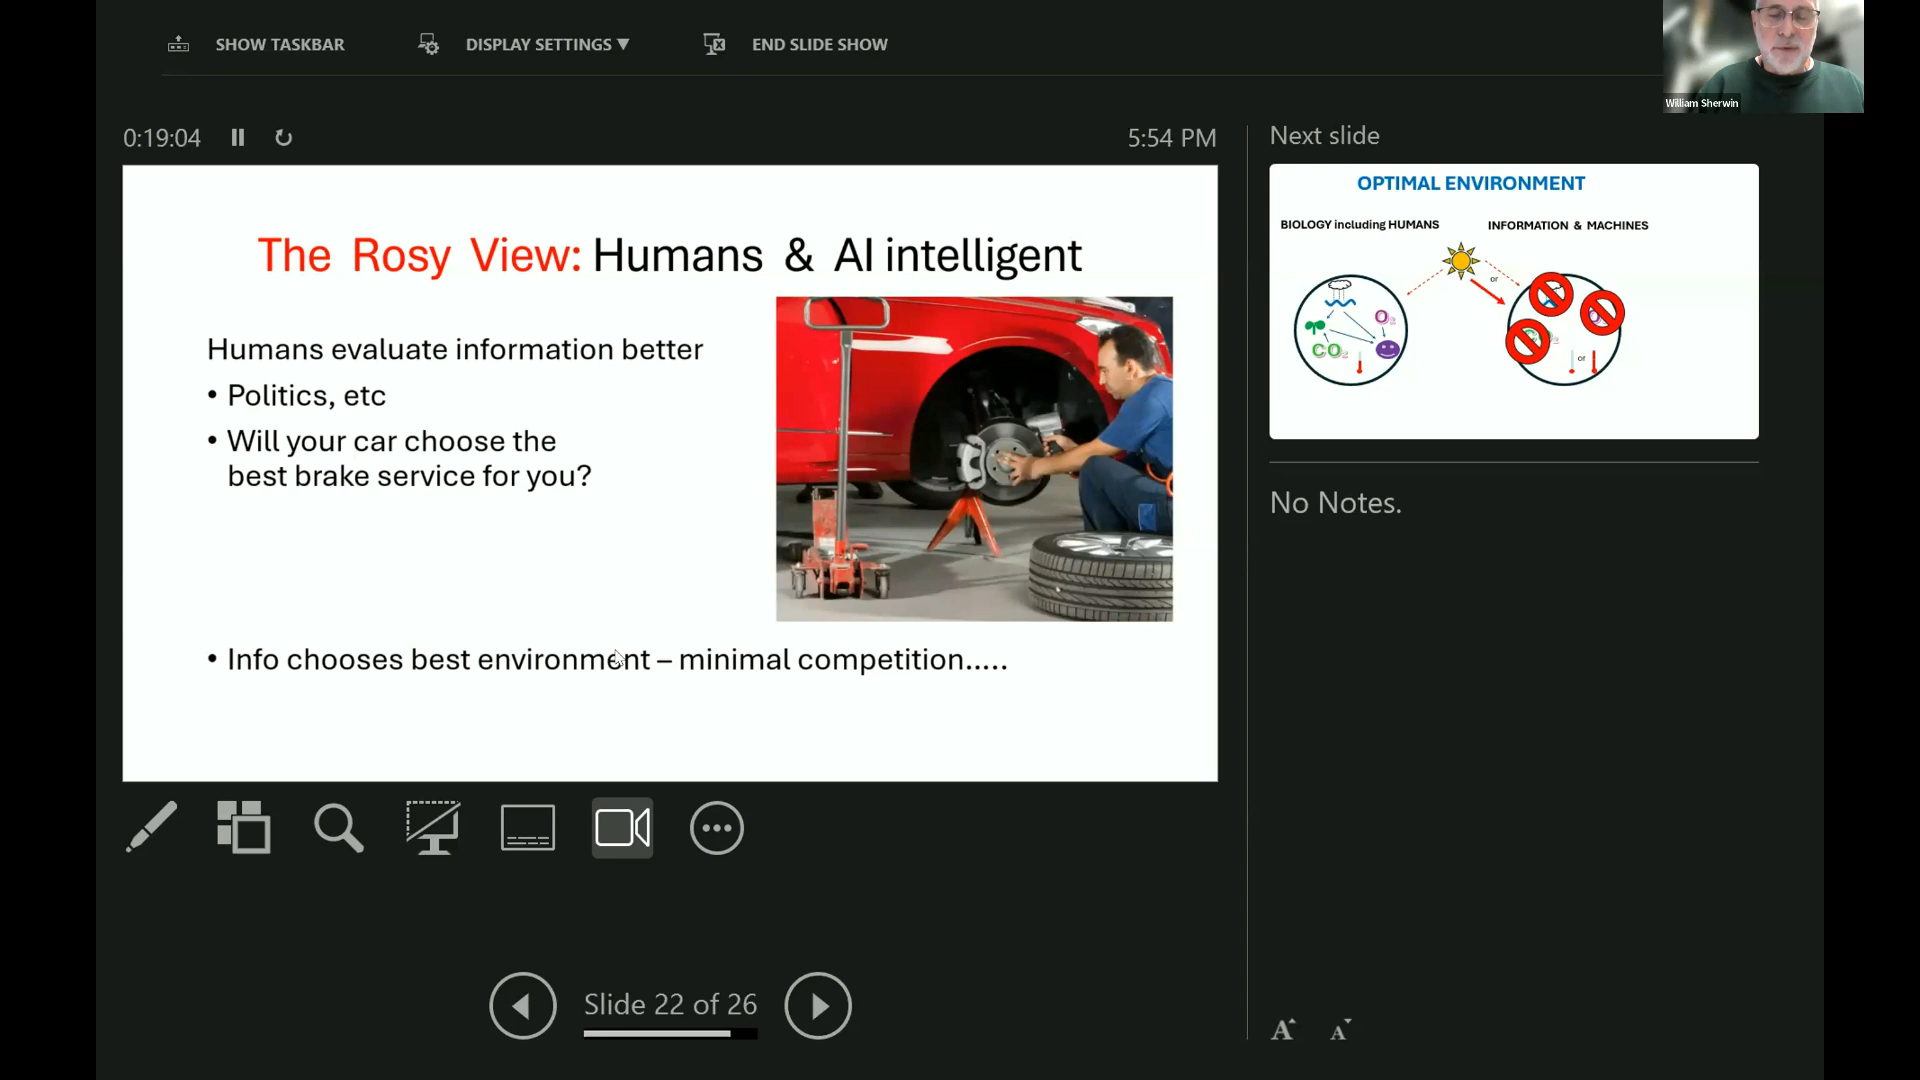 SHOW TASKBAR
DISPLAY SETTINGS ▼
END SLIDE SHOW
William Sherwin
0:19:04
5:54 PM
The Rosy View: Humans & AI intelligent
Humans evaluate information better
• Politics, etc
• Will your car choose the
best brake service for you?
• Info chooses best environment – minimal competition.....
Next slide
OPTIMAL ENVIRONMENT
BIOLOGY including HUMANS
INFORMATION & MACHINES
or
O₂
CO₂
or
No Notes.
Slide 22 of 26
A
A